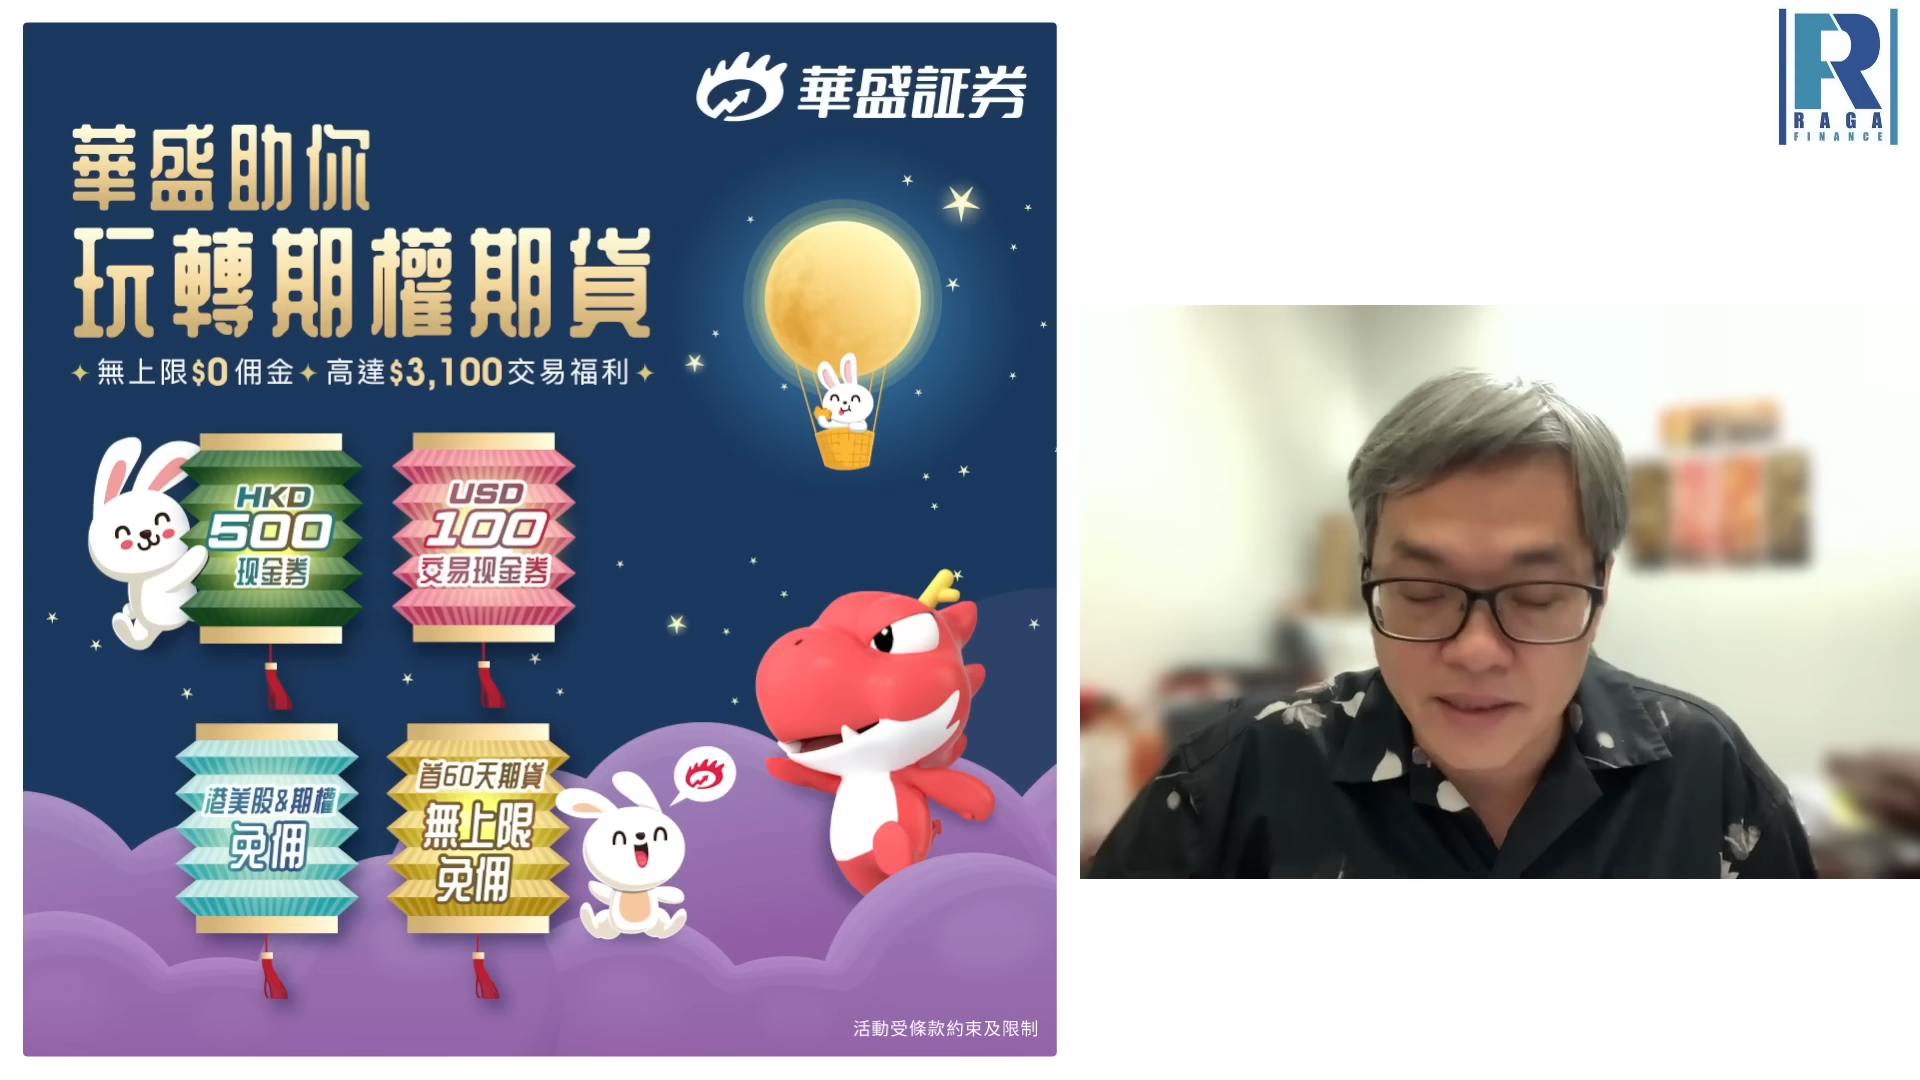 華盛証券
華盛助你
玩轉期權期貨
無上限$0佣金 高達$3,100交易福利
HKD
500
现金券
USD
100
交易现金券
港美股&期權
免佣
首60天期貨
無上限
免佣
活動受條款約束及限制
R
RAGA
FINANCE